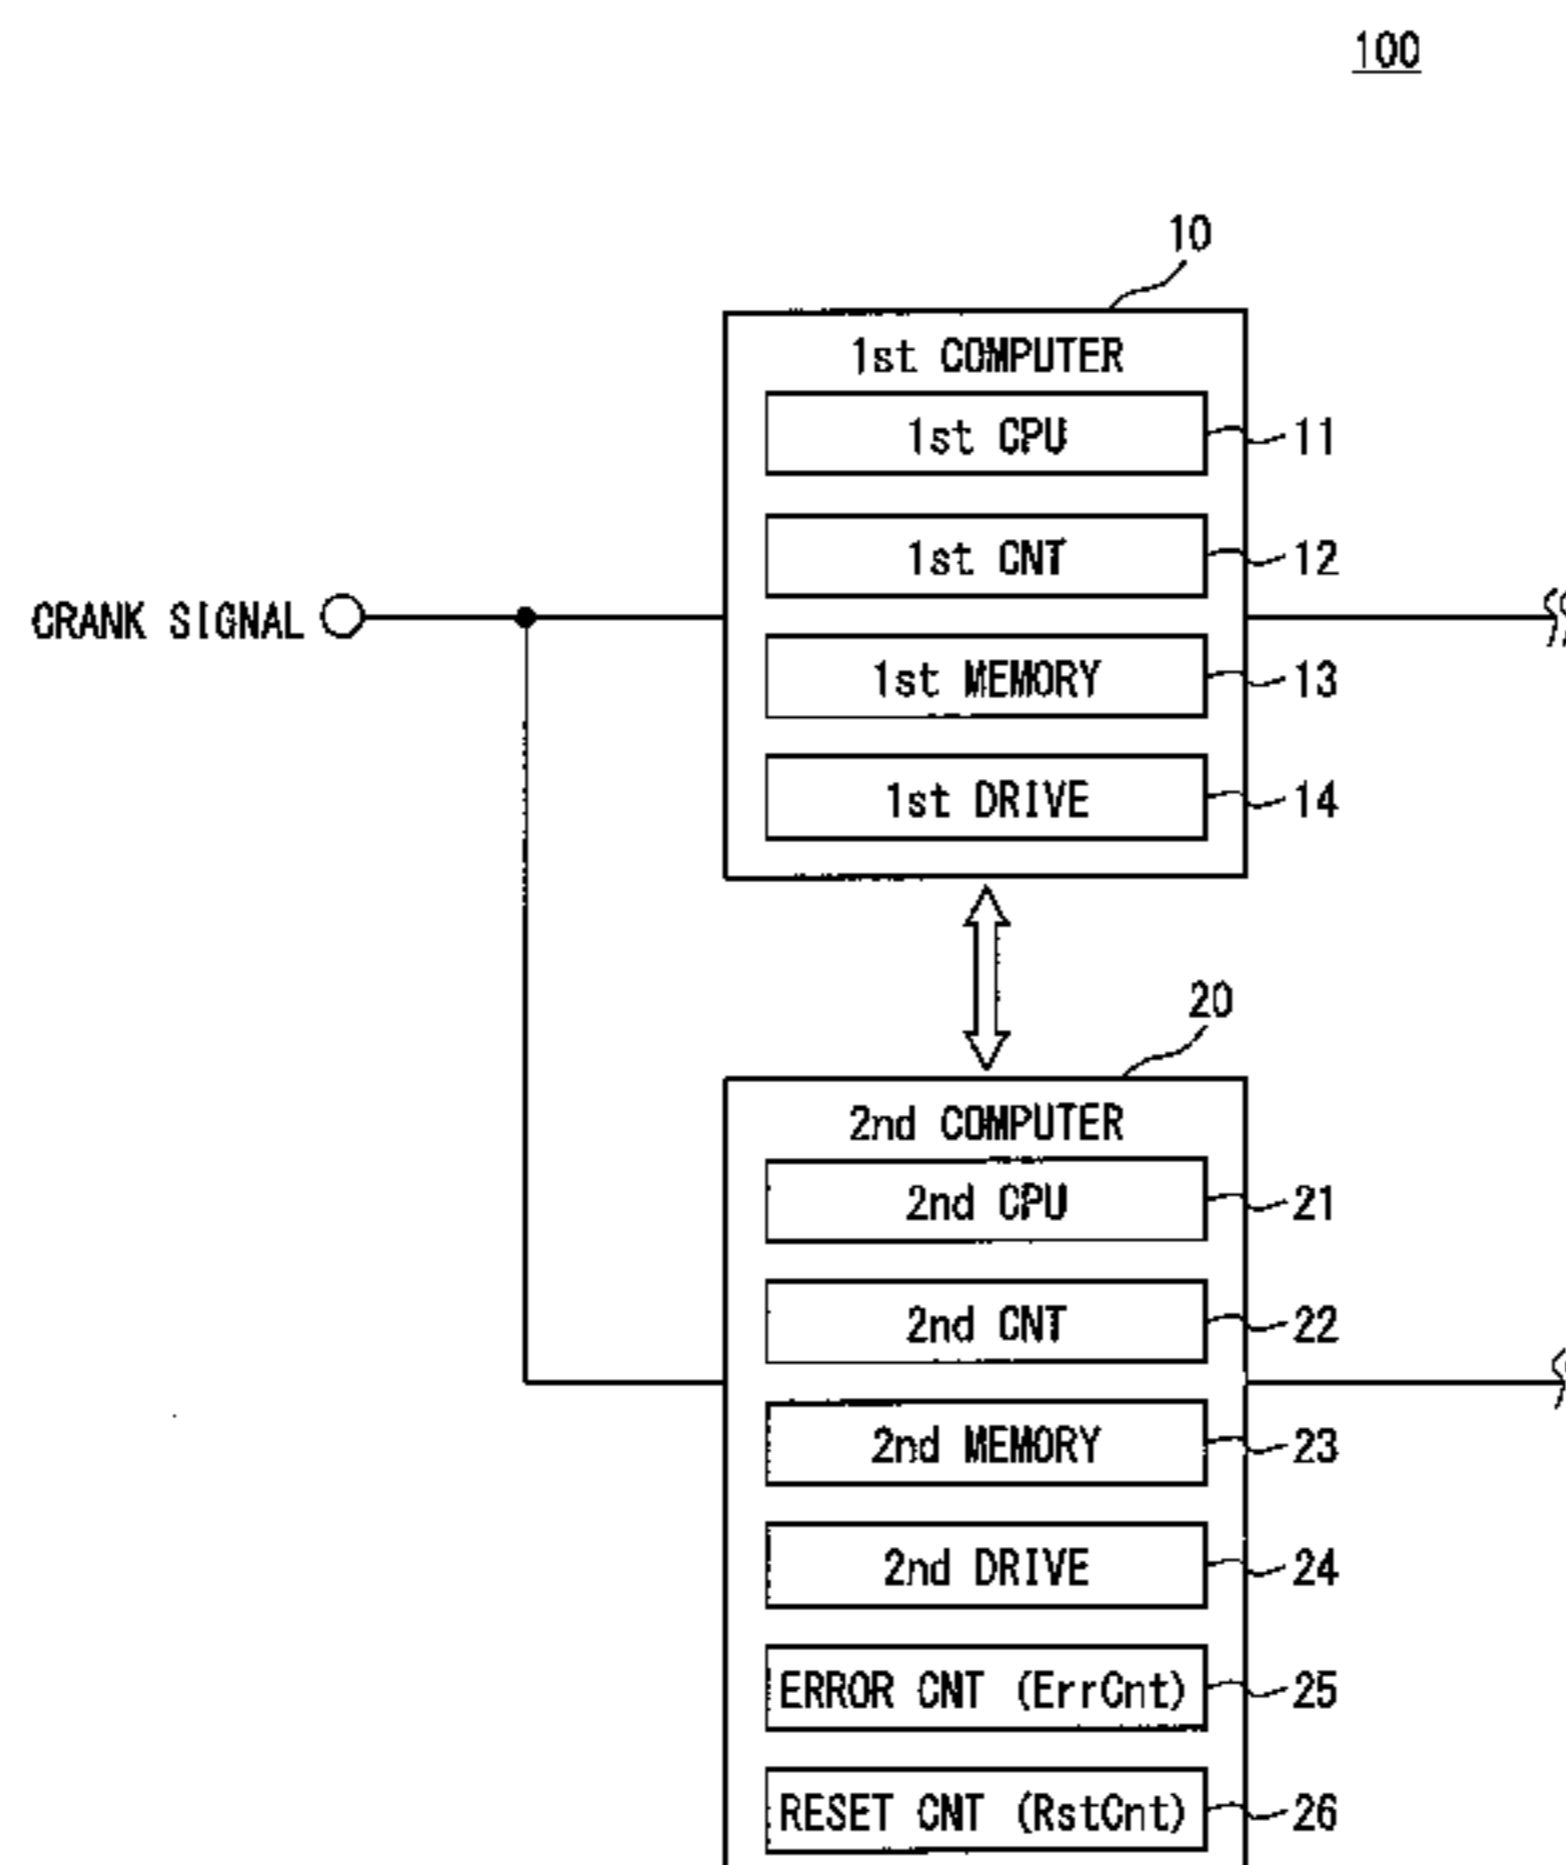 100
10
1st COMPUTER
1st CPU
11
1st CNT
12
CRANK SIGNAL
1st MEMORY
13
1st DRIVE
14
20
2nd COMPUTER
2nd CPU
21
2nd CNT
22
2nd MEMORY
23
2nd DRIVE
24
ERROR CNT (ErrCnt)
25
RESET CNT (RstCnt)
26